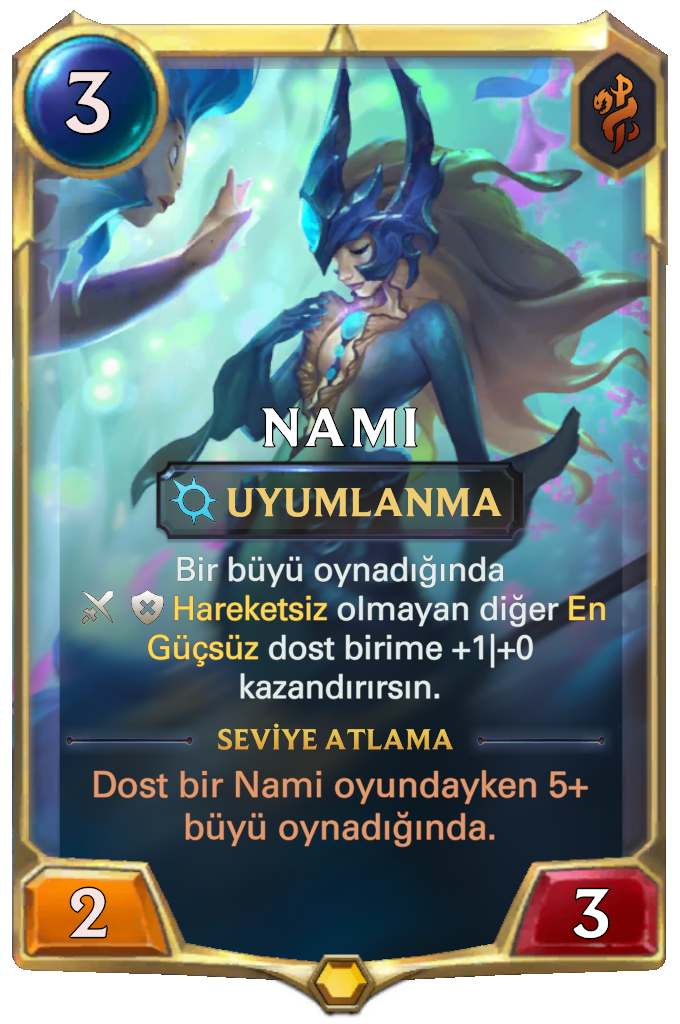 3
NAMI
UYUMLANMA
Bir büyü oynadığında
Hareketsiz olmayan diğer En
Güçsüz dost birime +1|+0
kazandırırsın.
SEVİYE ATLAMA
Dost bir Nami oyundayken 5+
büyü oynadığında.
2
3